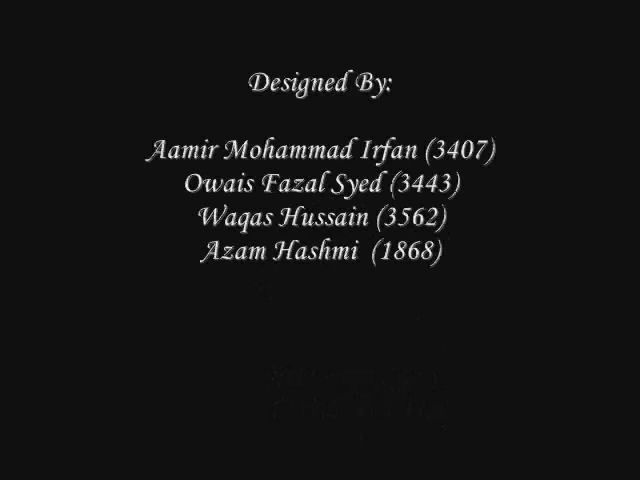 Designed By:
Aamir Mohammad Irfan (3407)
Owais Fazal Syed (3443)
Waqas Hussain (3562)
Azam Hashmi (1868)